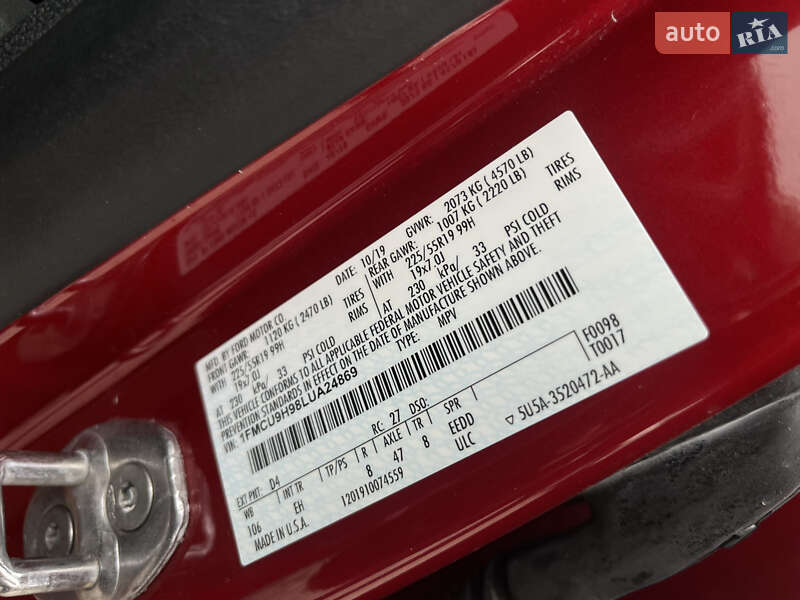 auto RIA
.com
MFD. BY FORD MOTOR CO. DATE: 10/19 GVWR: 2073 KG ( 4570 LB)
FRONT GAWR: 1120 KG ( 2470 LB) REAR GAWR: 1007 KG ( 2220 LB)
WITH 225/55R19 99H TIRES WITH 225/55R19 99H TIRES
19x7.0J RIMS 19x7.0J RIMS
AT 230 kPa/ 33 PSI COLD AT 230 kPa/ 33 PSI COLD
THIS VEHICLE CONFORMS TO ALL APPLICABLE FEDERAL MOTOR VEHICLE SAFETY AND THEFT
PREVENTION STANDARDS IN EFFECT ON THE DATE OF MANUFACTURE SHOWN ABOVE.
VIN: 1FMCU9H98LUA24869 TYPE: MPV
F0098
T0017
EXT PNT: D4 RC: 27 DSO:
WB INT TR TP/PS R AXLE TR SPR
106 EH 8 47 8 EEDD
MADE IN U.S.A. 1201910074559 ULC ▽ 5U5A-3520472-AA